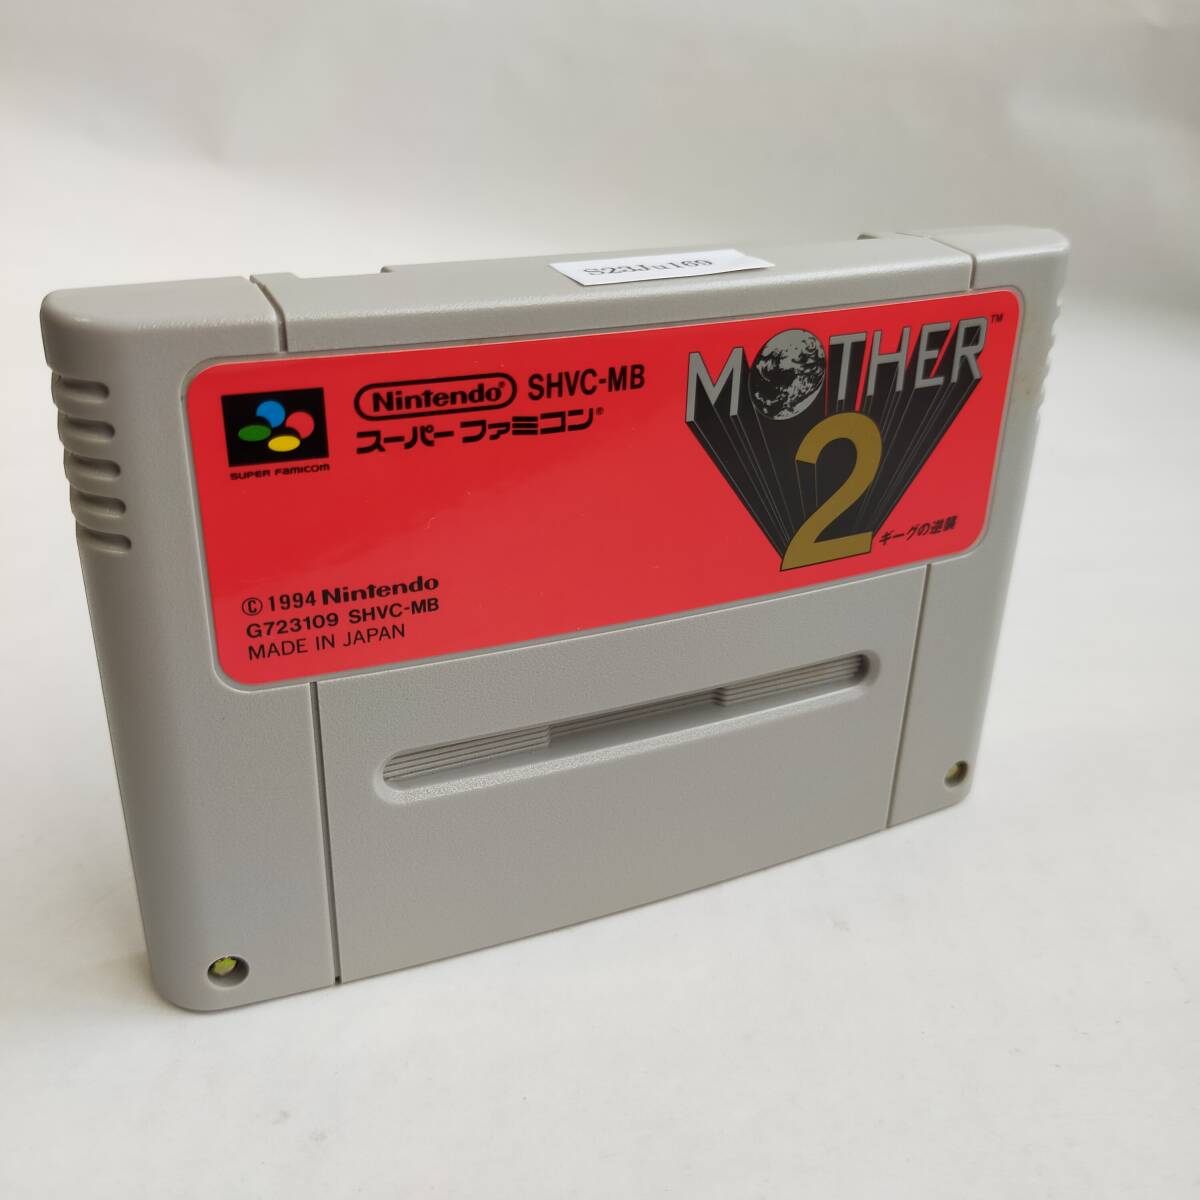 S23Jul69
Nintendo® SHVC-MB
スーパーファミコン®
SUPER FAMICOM
MOTHER™
2
ギーグの逆襲
© 1994 Nintendo
G723109 SHVC-MB
MADE IN JAPAN